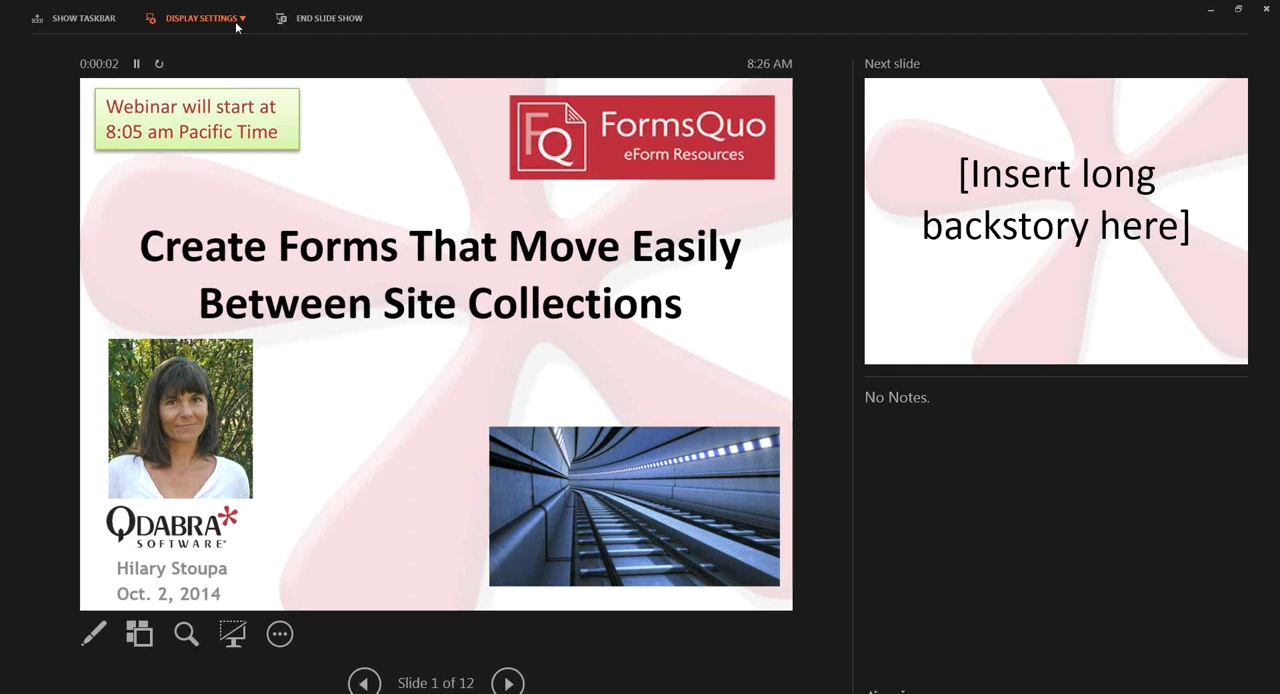 SHOW TASKBAR
DISPLAY SETTINGS ▼
END SLIDE SHOW
0:00:02
8:26 AM
Next slide
Webinar will start at
8:05 am Pacific Time
FQ
FormsQuo
eForm Resources
Create Forms That Move Easily
Between Site Collections
QDABRA
SOFTWARE
Hilary Stoupa
Oct. 2, 2014
Slide 1 of 12
[Insert long
backstory here]
No Notes.